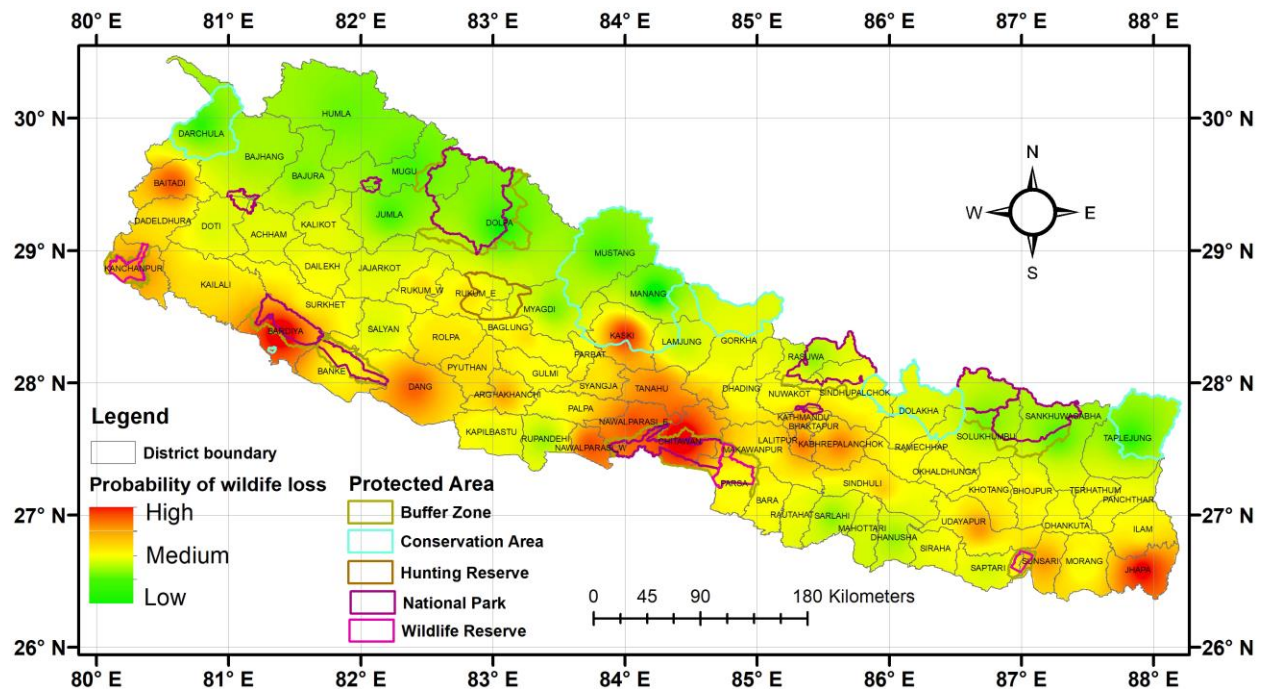 80° E 81° E 82° E 83° E 84° E 85° E 86° E 87° E 88° E
30° N 30° N
29° N 29° N
28° N 28° N
27° N 27° N
26° N 26° N
N
W E
S
HUMLA
DARCHULA
BAJHANG
MUGU
BAJURA
BAITADI
JUMLA
DOLPA
DADELDHURA
DOTI
KALIKOT
ACHHAM
MUSTANG
DAILEKH
JAJARKOT
KANCHANPUR
KAILALI
RUKUM_W
RUKUM_E
MANANG
SURKHET
MYAGDI
BARDIYA
SALYAN
ROLPA
BAGLUNG
KASKI
LAMJUNG
GORKHA
PARBAT
RASUWA
BANKE
PYUTHAN
GULMI
DANG
SYANGJA
TANAHU
DHADING
NUWAKOT
SINDHUPALCHOK
ARGHAKHANCHI
DOLAKHA
SANKHUWASABHA
PALPA
NAWALPARASI_E
KATHMANDU
BHAKTAPUR
KAPILBASTU
RUPANDEHI
NAWALPARASI_W
CHITAWAN
LALITPUR
KABHREPALANCHOK
MAKAWANPUR
RAMECHHAP
SOLUKHUMBU
TAPLEJUNG
OKHALDHUNGA
PARSA
SINDHULI
KHOTANG
BHOJPUR
TERHATHUM
PANCHTHAR
BARA
RAUTAHAT
SARLAHI
MAHOTTARI
DHANUSHA
UDAYAPUR
DHANKUTA
ILAM
SIRAHA
SAPTARI
SUNSARI
MORANG
JHAPA
Legend
District boundary
Probability of wildife loss
High
Medium
Low
Protected Area
Buffer Zone
Conservation Area
Hunting Reserve
National Park
Wildlife Reserve
0 45 90 180 Kilometers
80° E 81° E 82° E 83° E 84° E 85° E 86° E 87° E 88° E